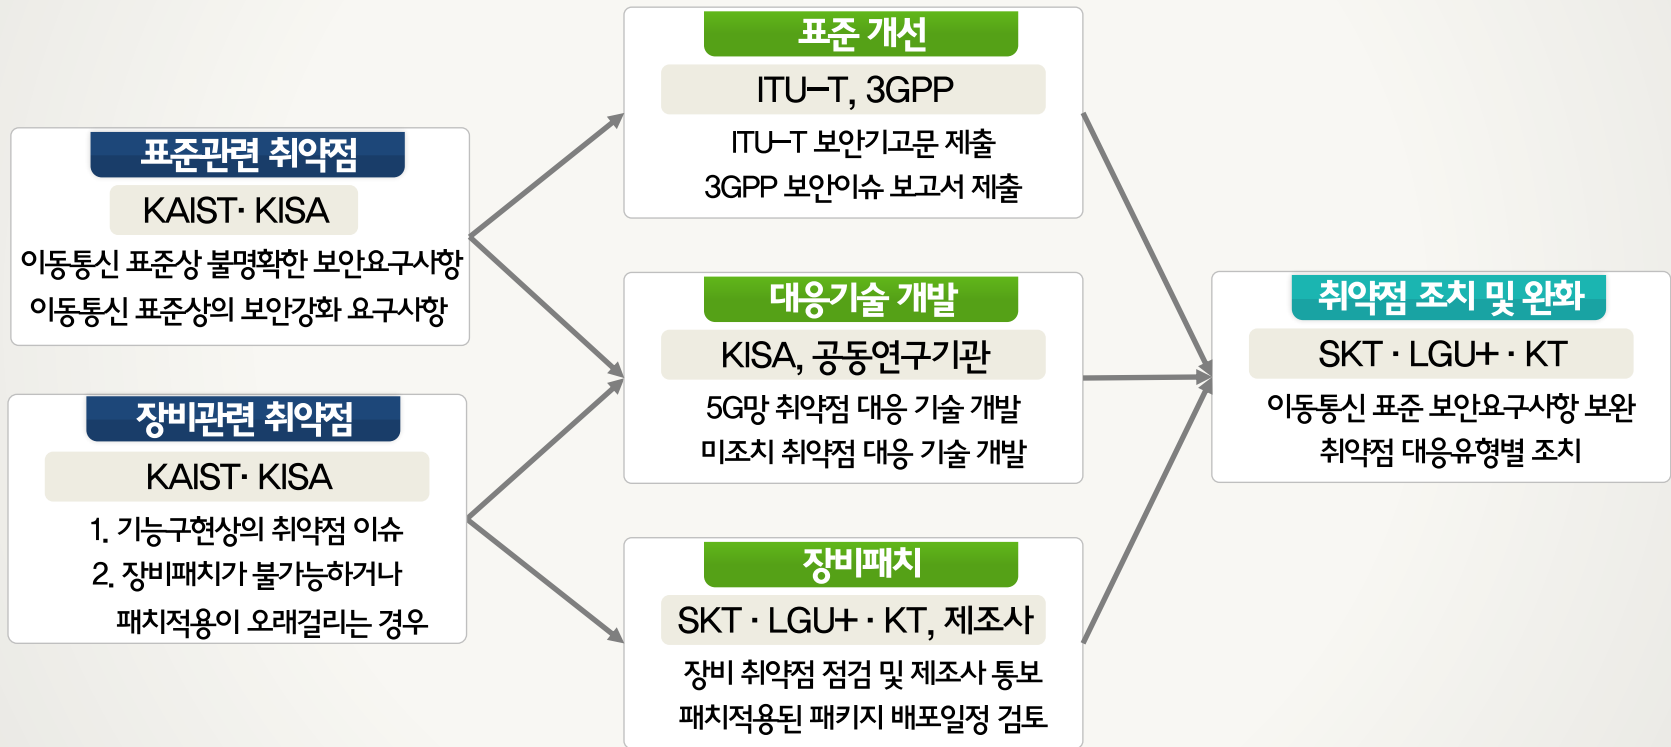 표준관련 취약점
KAIST· KISA
이동통신 표준상 불명확한 보안요구사항
이동통신 표준상의 보안강화 요구사항
장비관련 취약점
KAIST· KISA
1. 기능구현상의 취약점 이슈
2. 장비패치가 불가능하거나
패치적용이 오래걸리는 경우
표준 개선
ITU-T, 3GPP
ITU-T 보안기고문 제출
3GPP 보안이슈 보고서 제출
대응기술 개발
KISA, 공동연구기관
5G망 취약점 대응 기술 개발
미조치 취약점 대응 기술 개발
장비패치
SKT · LGU+ · KT, 제조사
장비 취약점 점검 및 제조사 통보
패치적용된 패키지 배포일정 검토
취약점 조치 및 완화
SKT · LGU+ · KT
이동통신 표준 보안요구사항 보완
취약점 대응유형별 조치